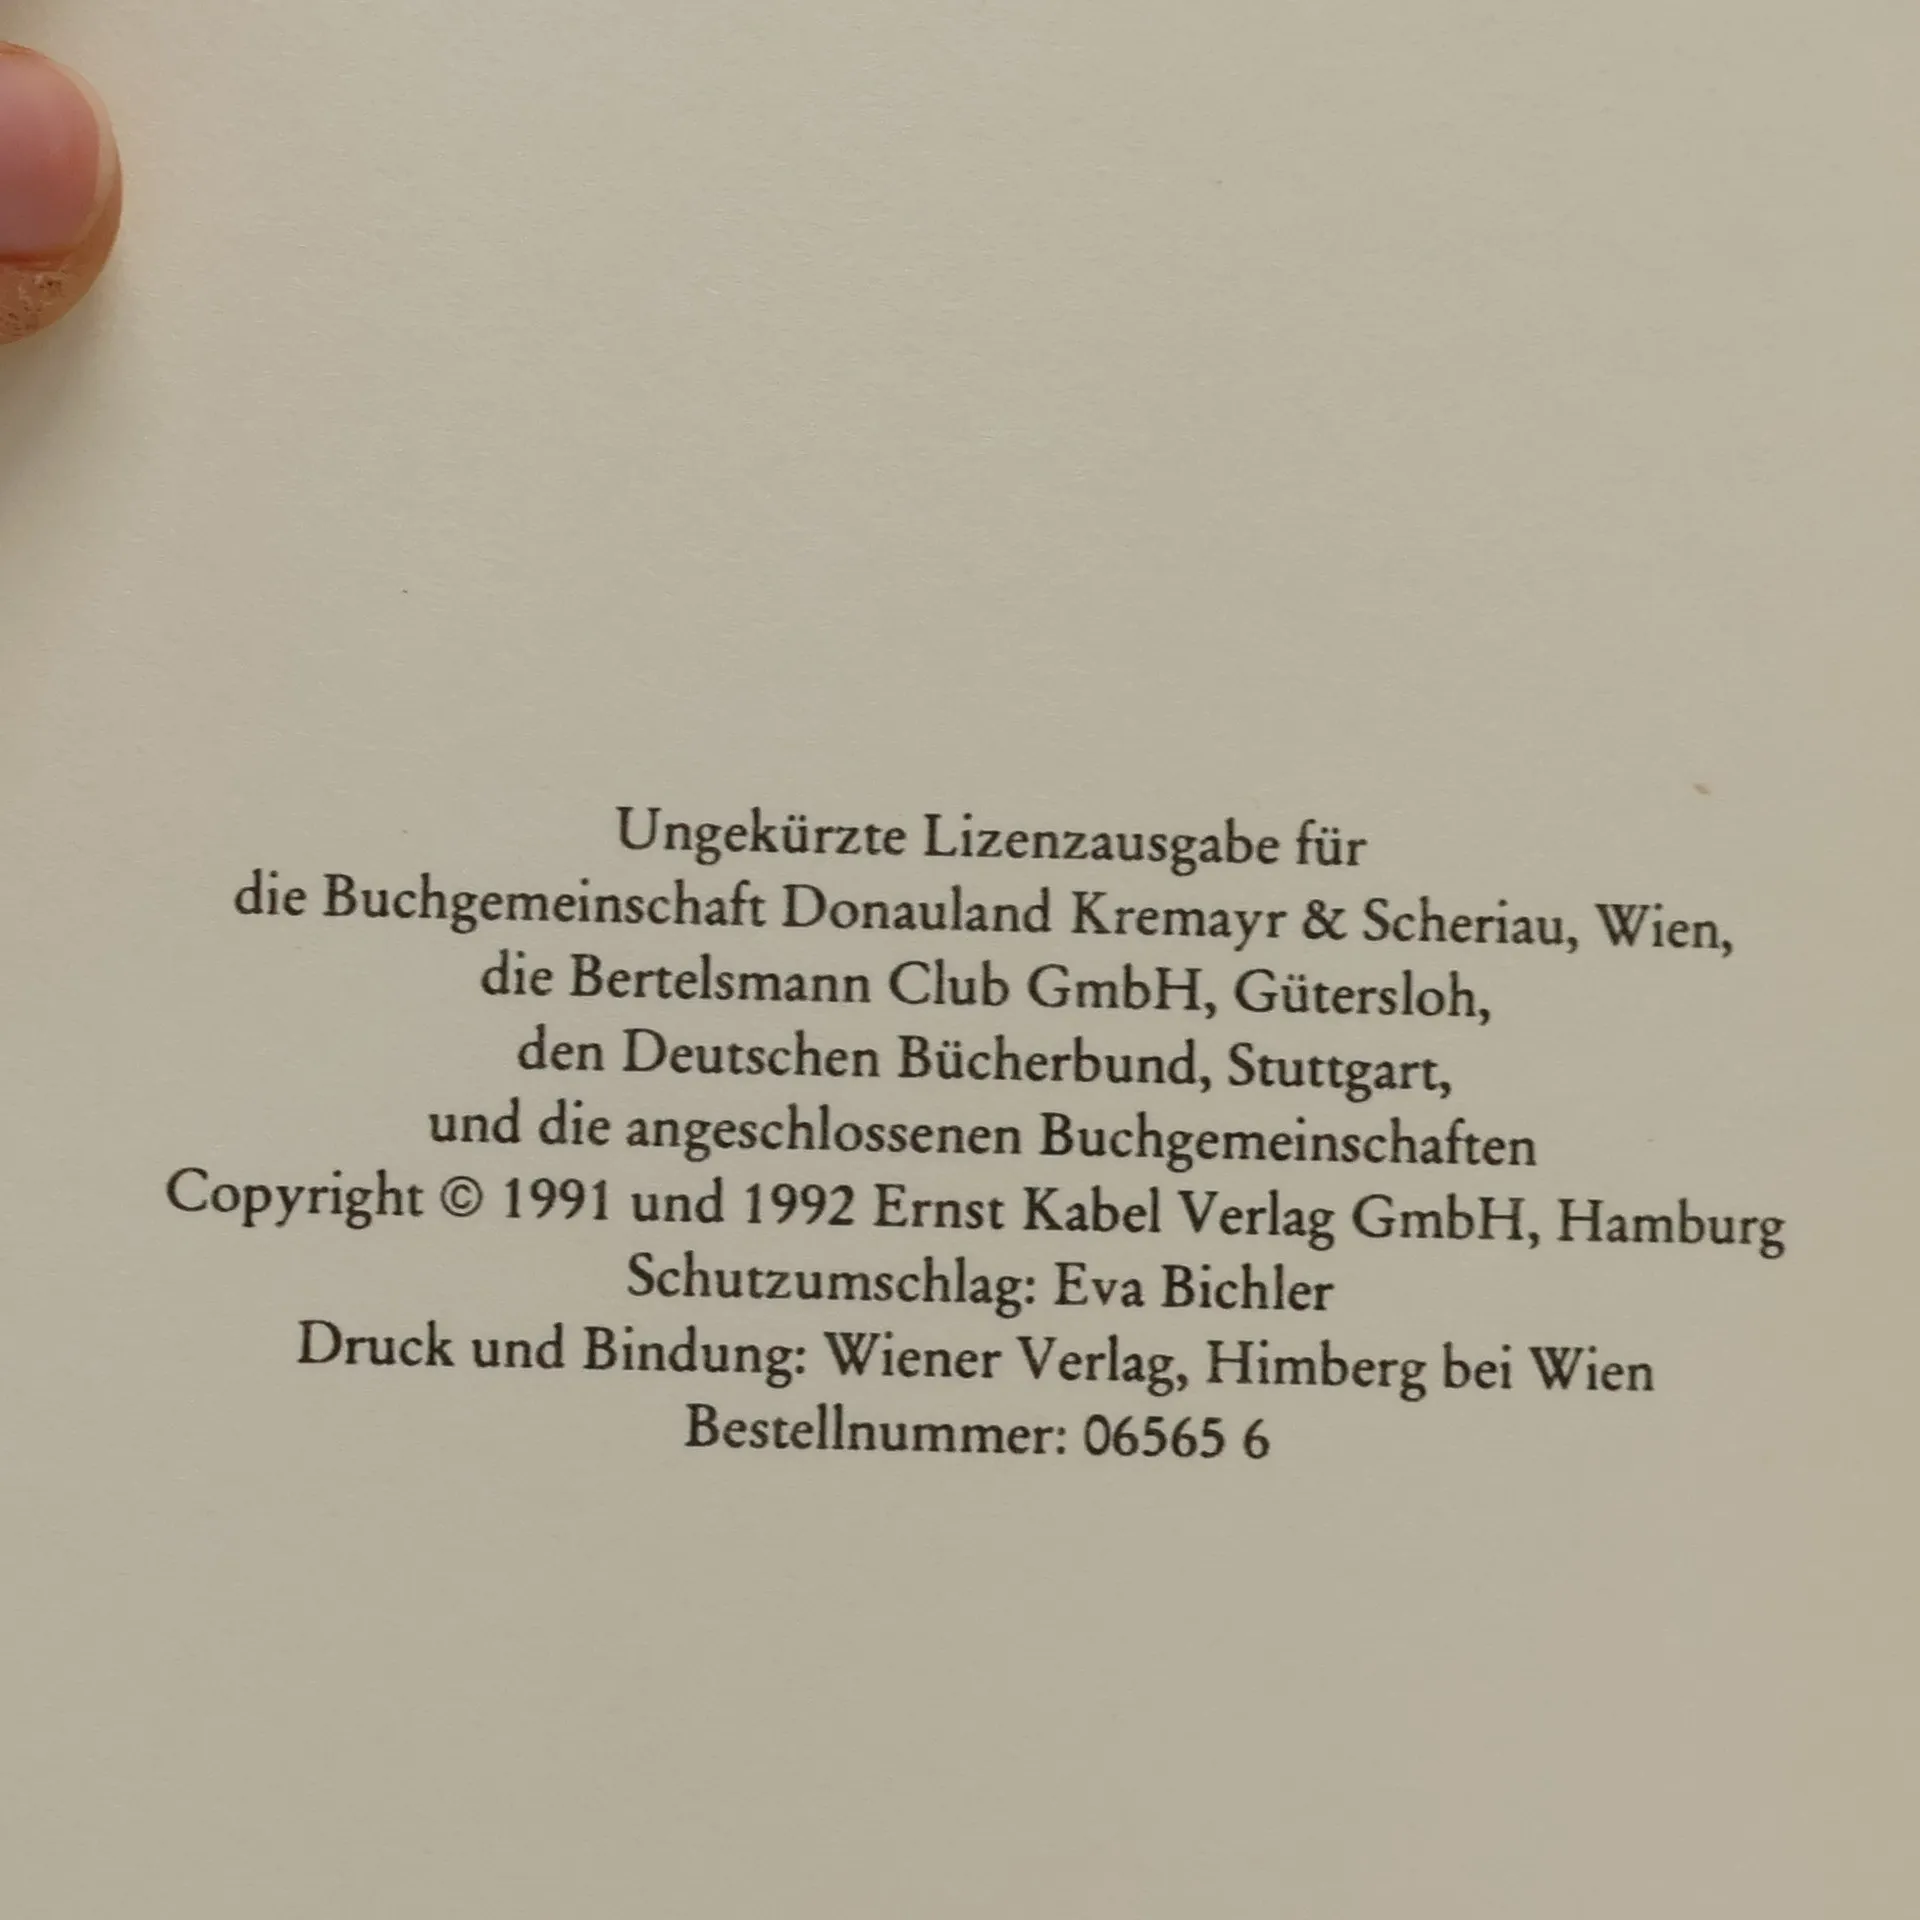 Ungekürzte Lizenzausgabe für
die Buchgemeinschaft Donauland Kremayr & Scheriau, Wien,
die Bertelsmann Club GmbH, Gütersloh,
den Deutschen Bücherbund, Stuttgart,
und die angeschlossenen Buchgemeinschaften
Copyright © 1991 und 1992 Ernst Kabel Verlag GmbH, Hamburg
Schutzumschlag: Eva Bichler
Druck und Bindung: Wiener Verlag, Himberg bei Wien
Bestellnummer: 06565 6